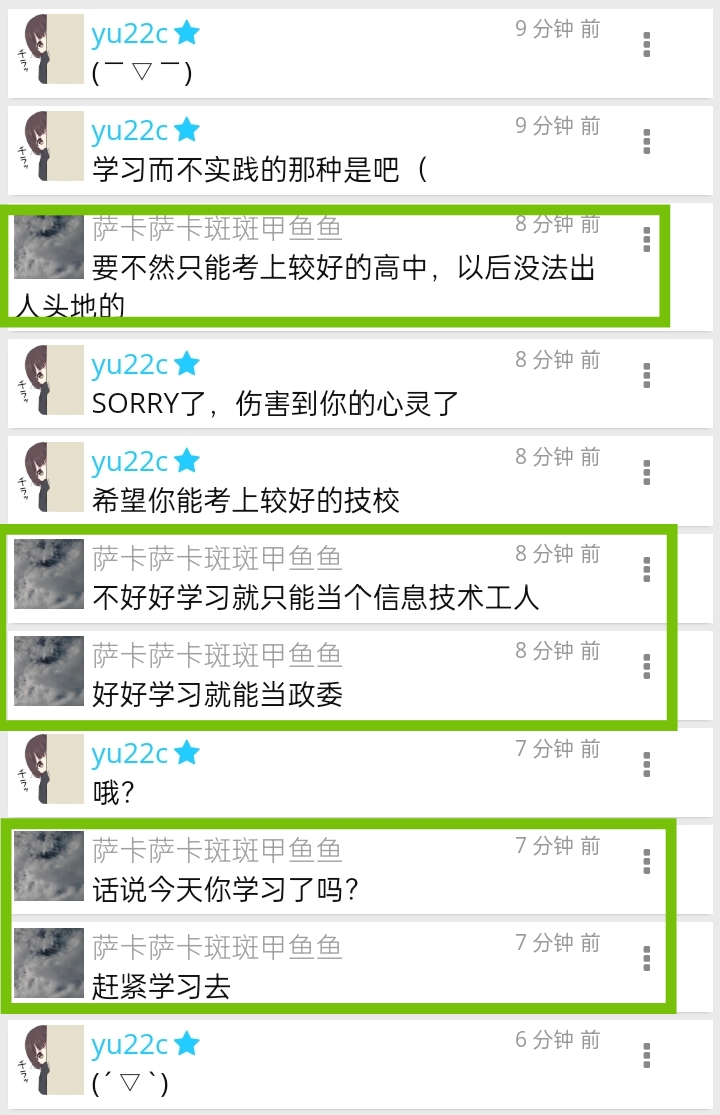 yu22c
9 分钟 前
(￣▽￣)
yu22c
9 分钟 前
学习而不实践的那种是吧（
萨卡萨卡斑斑甲鱼鱼
8 分钟 前
要不然只能考上较好的高中，以后没法出
人头地的
yu22c
8 分钟 前
SORRY了，伤害到你的心灵了
yu22c
8 分钟 前
希望你能考上较好的技校
萨卡萨卡斑斑甲鱼鱼
8 分钟 前
不好好学习就只能当个信息技术工人
萨卡萨卡斑斑甲鱼鱼
8 分钟 前
好好学习就能当政委
yu22c
7 分钟 前
哦？
萨卡萨卡斑斑甲鱼鱼
7 分钟 前
话说今天你学习了吗？
萨卡萨卡斑斑甲鱼鱼
7 分钟 前
赶紧学习去
yu22c
6 分钟 前
(´▽`)